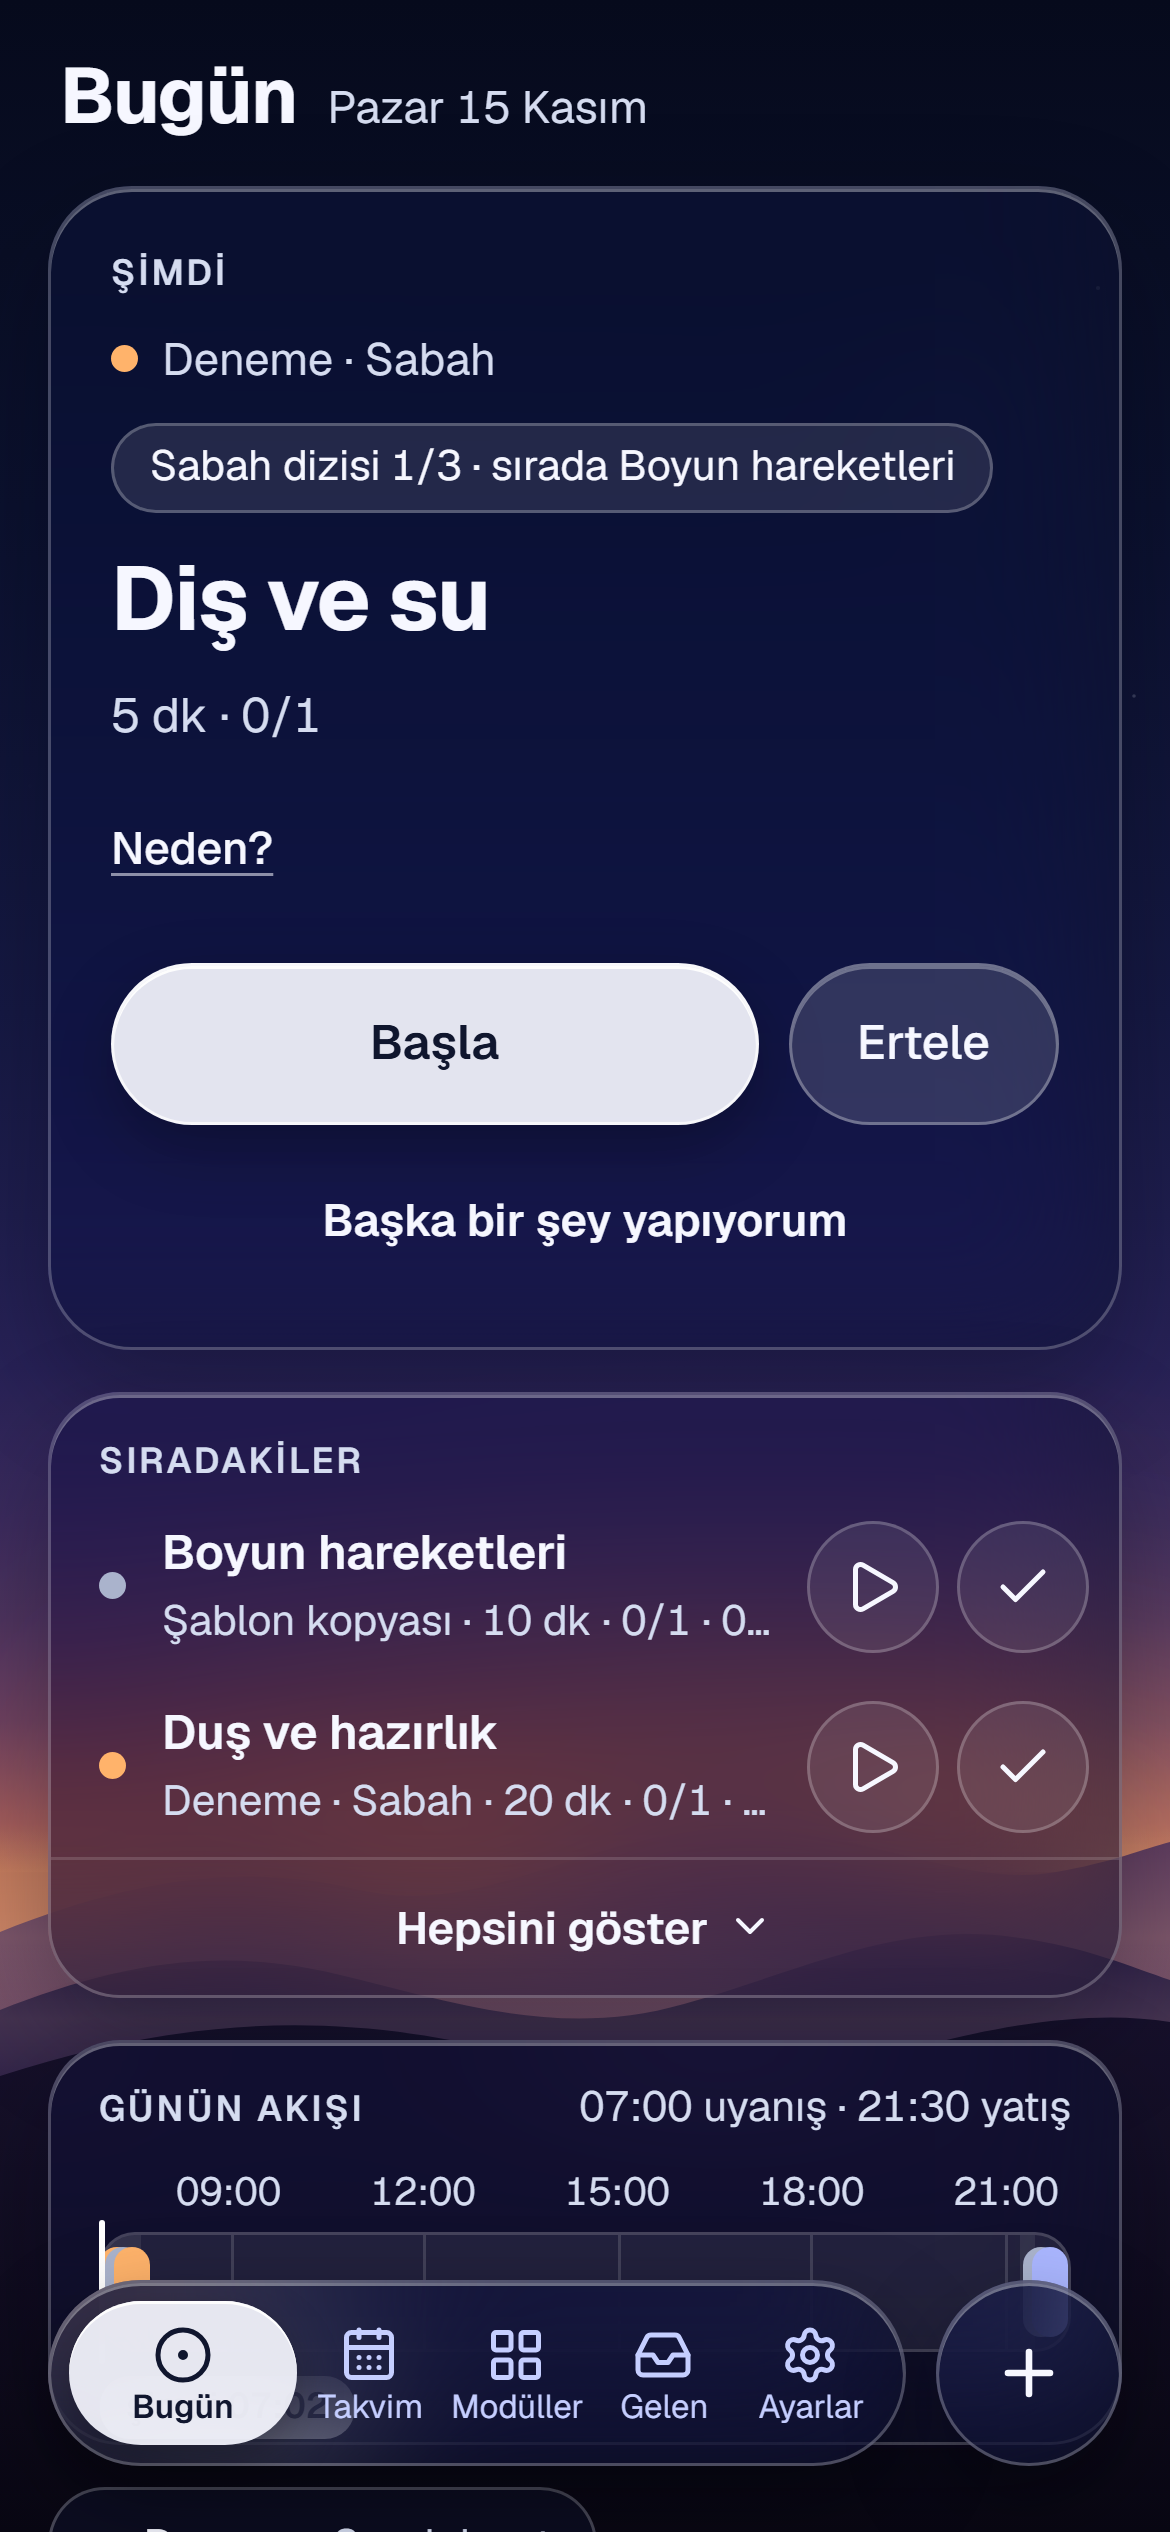 Bugün Pazar 15 Kasım
ŞİMDİ
Deneme · Sabah
Sabah dizisi 1/3 · sırada Boyun hareketleri
Diş ve su
5 dk · 0/1
Neden?
Başla Ertele
Başka bir şey yapıyorum
SIRADAKİLER
Boyun hareketleri
Şablon kopyası · 10 dk · 0/1 · 0...
Duş ve hazırlık
Deneme · Sabah · 20 dk · 0/1 · ...
Hepsini göster
GÜNÜN AKIŞI 07:00 uyanış · 21:30 yatış
09:00 12:00 15:00 18:00 21:00
Bugün Takvim Modüller Gelen Ayarlar